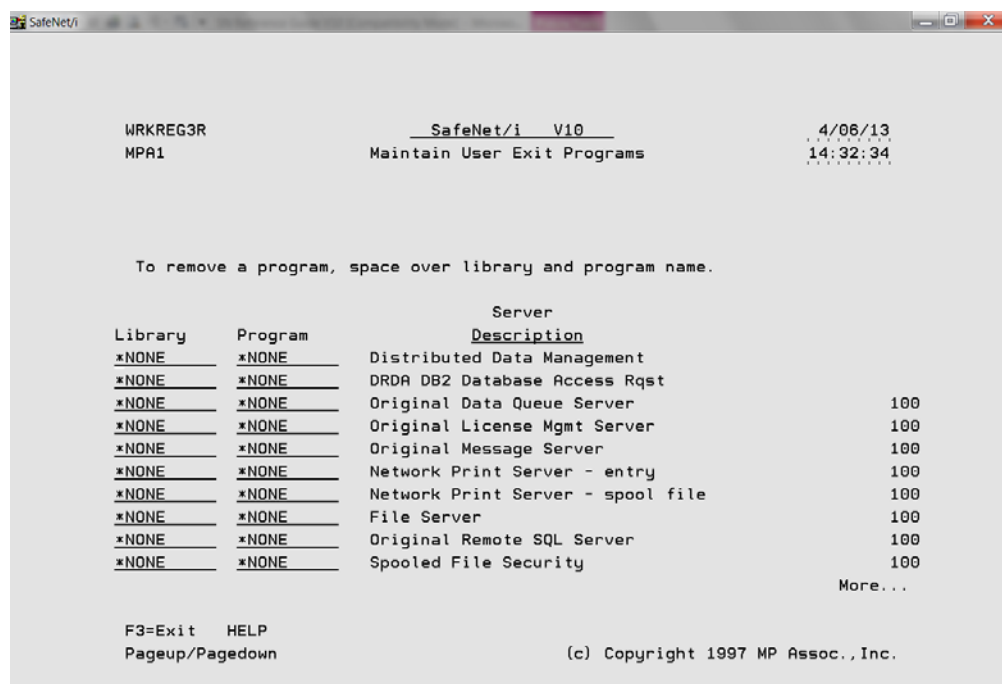 SafeNet/i
WRKREG3R SafeNet/i V10 4/06/13
MPA1 Maintain User Exit Programs 14:32:34
To remove a program, space over library and program name.
Server
Library Program Description
*NONE *NONE Distributed Data Management
*NONE *NONE DRDA DB2 Database Access Rqst
*NONE *NONE Original Data Queue Server 100
*NONE *NONE Original License Mgmt Server 100
*NONE *NONE Original Message Server 100
*NONE *NONE Network Print Server - entry 100
*NONE *NONE Network Print Server - spool file 100
*NONE *NONE File Server 100
*NONE *NONE Original Remote SQL Server 100
*NONE *NONE Spooled File Security 100
More...
F3=Exit HELP
Pageup/Pagedown (c) Copyright 1997 MP Assoc.,Inc.